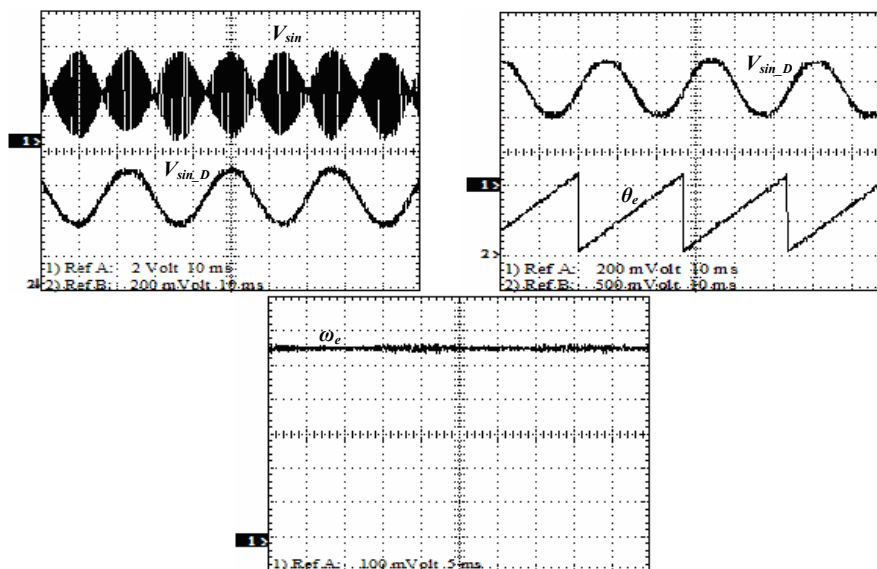 V_sin
1>
V_sin_D
1) Ref A: 2 Volt 10 ms
2) Ref B: 200 mVolt 10 ms
V_sin_D
1>
θ_e
2>
1) Ref A: 200 mVolt 10 ms
2) Ref B: 500 mVolt 10 ms
ω_e
1>
1) Ref A: 100 mVolt 5 ms